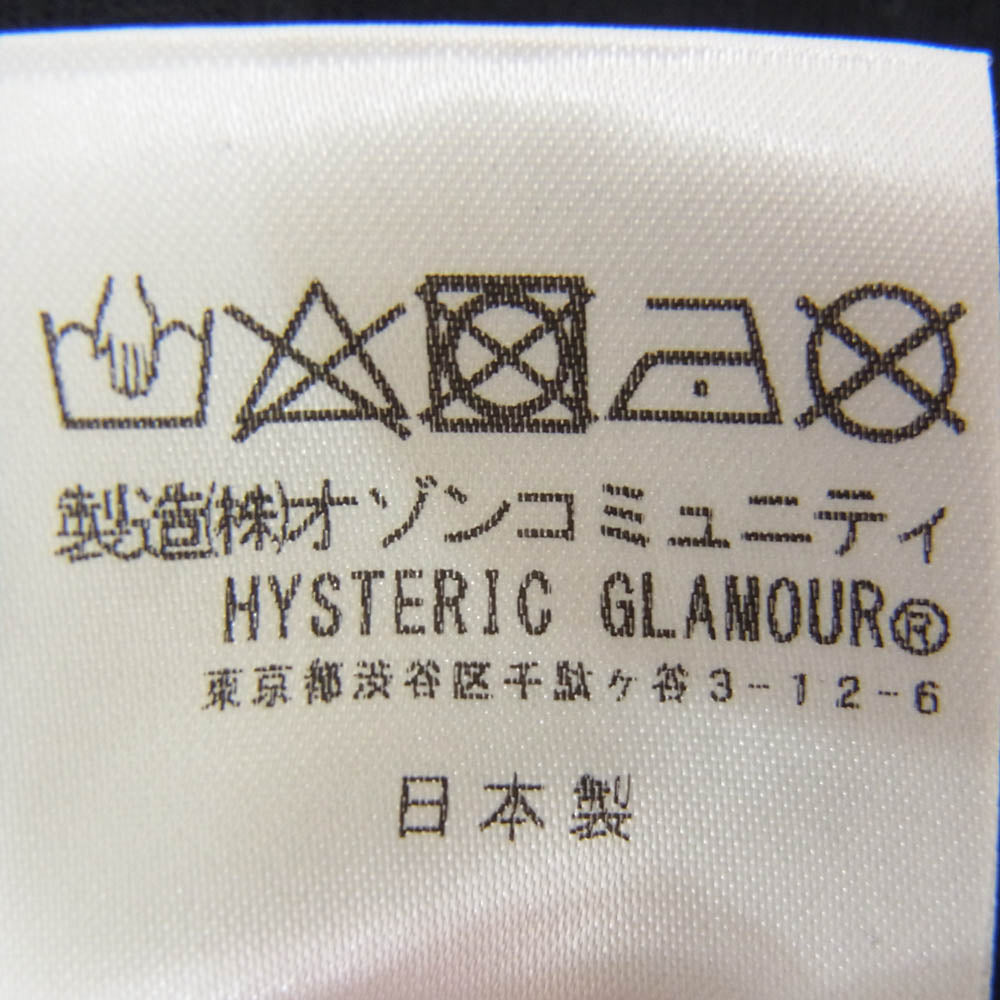 製造(株)オゾンコミュニティ
HYSTERIC GLAMOUR®
東京都渋谷区千駄ヶ谷3-12-6
日本製